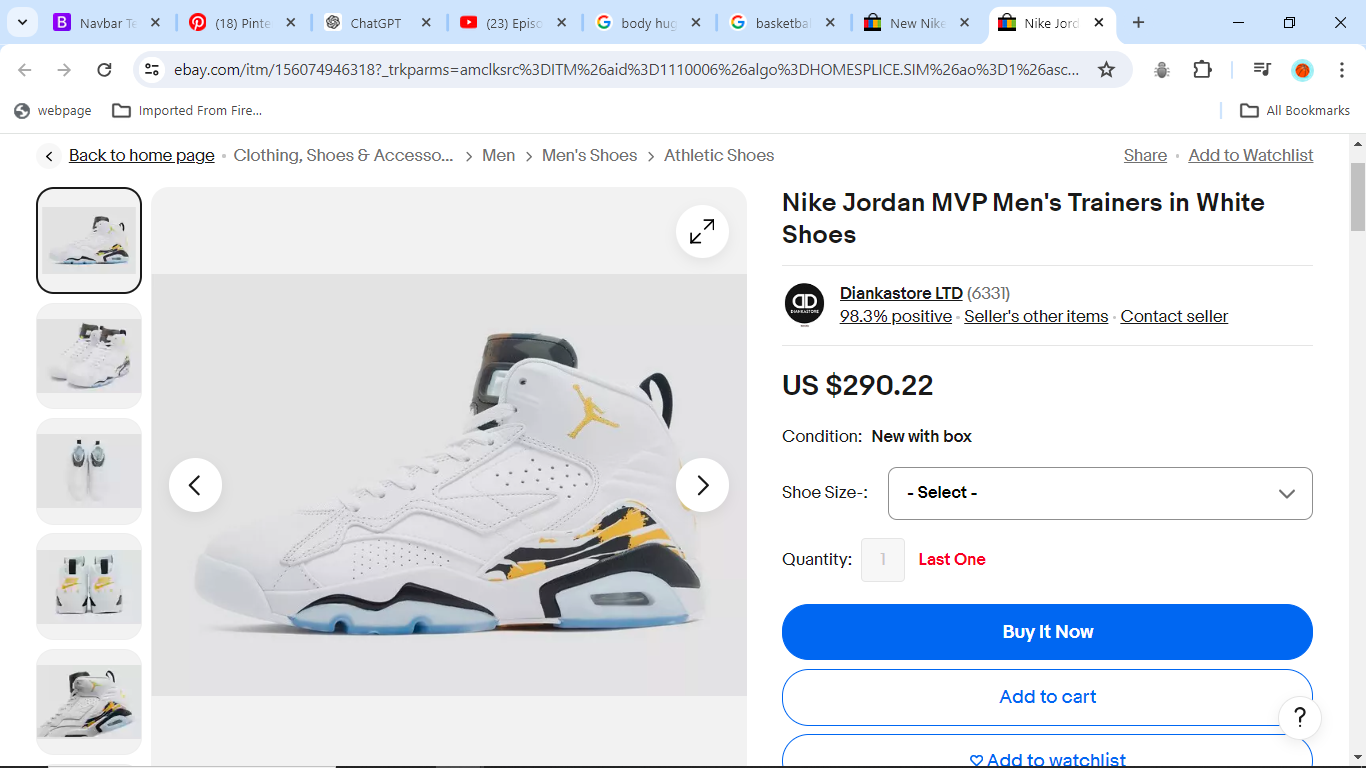 Navbar Te
(18) Pinte
ChatGPT
(23) Episo
body hug
basketbal
New Nike
Nike Jord
ebay.com/itm/156074946318?_trkparms=amclksrc%3DITM%26aid%3D1110006%26algo%3DHOMESPLICE.SIM%26ao%3D1%26asc...
webpage
Imported From Fire...
All Bookmarks
Back to home page
Clothing, Shoes & Accesso...
Men
Men's Shoes
Athletic Shoes
Share
Add to Watchlist
Nike Jordan MVP Men's Trainers in White
Shoes
DIANKASTORE
Diankastore LTD (6331)
98.3% positive · Seller's other items · Contact seller
US $290.22
Condition: New with box
Shoe Size-: - Select -
Quantity: 1 Last One
Buy It Now
Add to cart
?
Add to watchlist